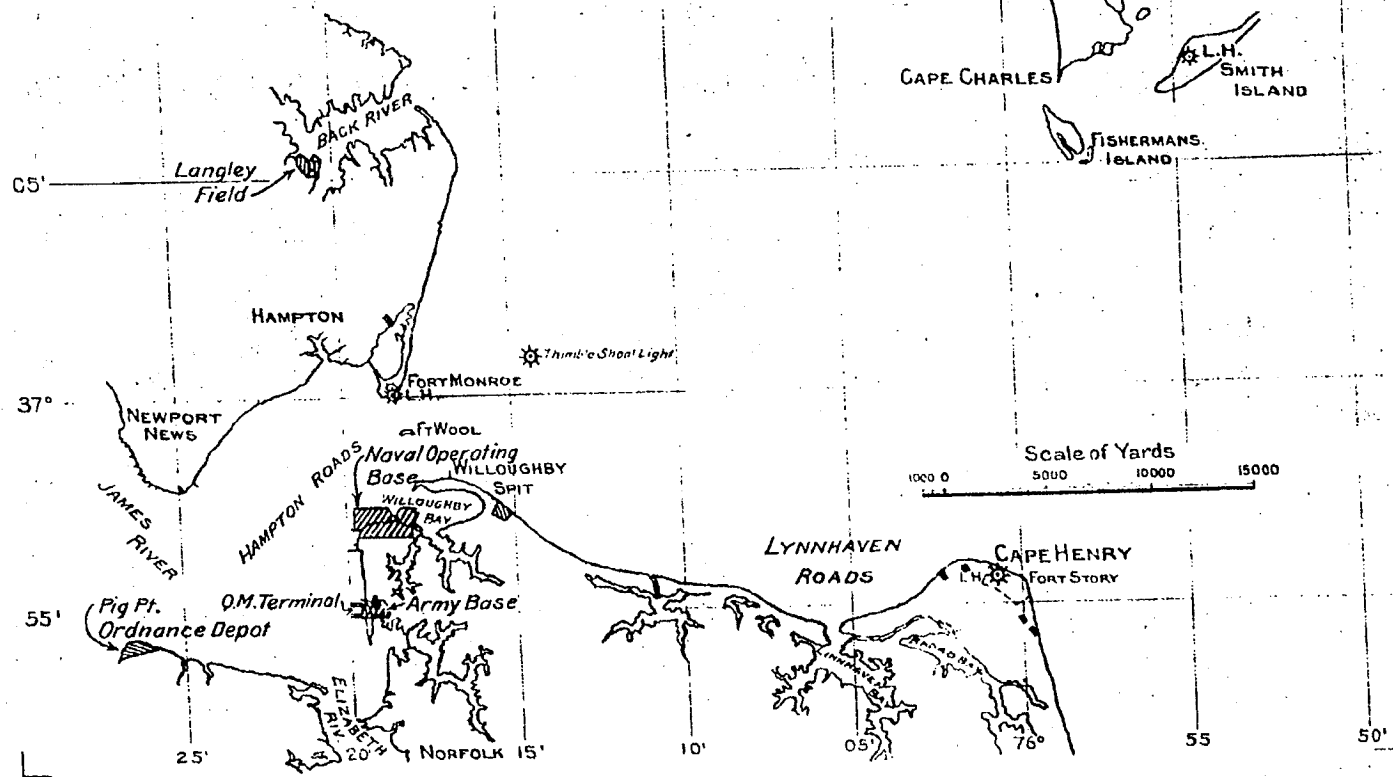 L.H.
SMITH
ISLAND
CAPE CHARLES
FISHERMANS
ISLAND
BACK RIVER
Langley
Field
05'
HAMPTON
Thimble Shoal Light
FORT MONROE
L.H.
37°
NEWPORT
NEWS
FT WOOL
Naval Operating
Base
WILLOUGHBY
SPIT
WILLOUGHBY
BAY
HAMPTON ROADS
JAMES
RIVER
Scale of Yards
1000 0 5000 10000 15000
LYNNHAVEN
ROADS
CAPE HENRY
L.H.
FORT STORY
Q.M. Terminal
Army Base
Pig Pt.
Ordnance Depot
55'
BROAD BAY
LYNNHAVEN BAY
ELIZABETH
RIV.
NORFOLK
25' 20' 15' 10' 05' 76° 55 50'